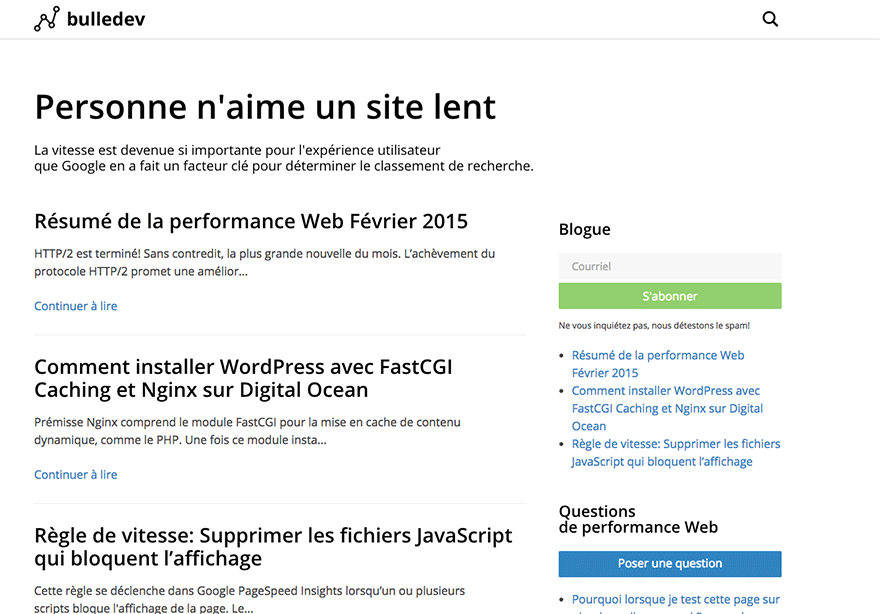 bulledev
Personne n'aime un site lent
La vitesse est devenue si importante pour l'expérience utilisateur
que Google en a fait un facteur clé pour déterminer le classement de recherche.
Résumé de la performance Web Février 2015
HTTP/2 est terminé! Sans contredit, la plus grande nouvelle du mois. L’achèvement du
protocole HTTP/2 promet une amélior...
Continuer à lire
Comment installer WordPress avec FastCGI
Caching et Nginx sur Digital Ocean
Prémisse Nginx comprend le module FastCGI pour la mise en cache de contenu
dynamique, comme le PHP. Une fois ce module insta...
Continuer à lire
Règle de vitesse: Supprimer les fichiers JavaScript
qui bloquent l’affichage
Cette règle se déclenche dans Google PageSpeed Insights lorsqu’un ou plusieurs
scripts bloque l'affichage de la page. Le...
Blogue
Courriel
S'abonner
Ne vous inquiétez pas, nous détestons le spam!
Résumé de la performance Web
Février 2015
Comment installer WordPress avec
FastCGI Caching et Nginx sur Digital
Ocean
Règle de vitesse: Supprimer les fichiers
JavaScript qui bloquent l’affichage
Questions
de performance Web
Poser une question
Pourquoi lorsque je test cette page sur